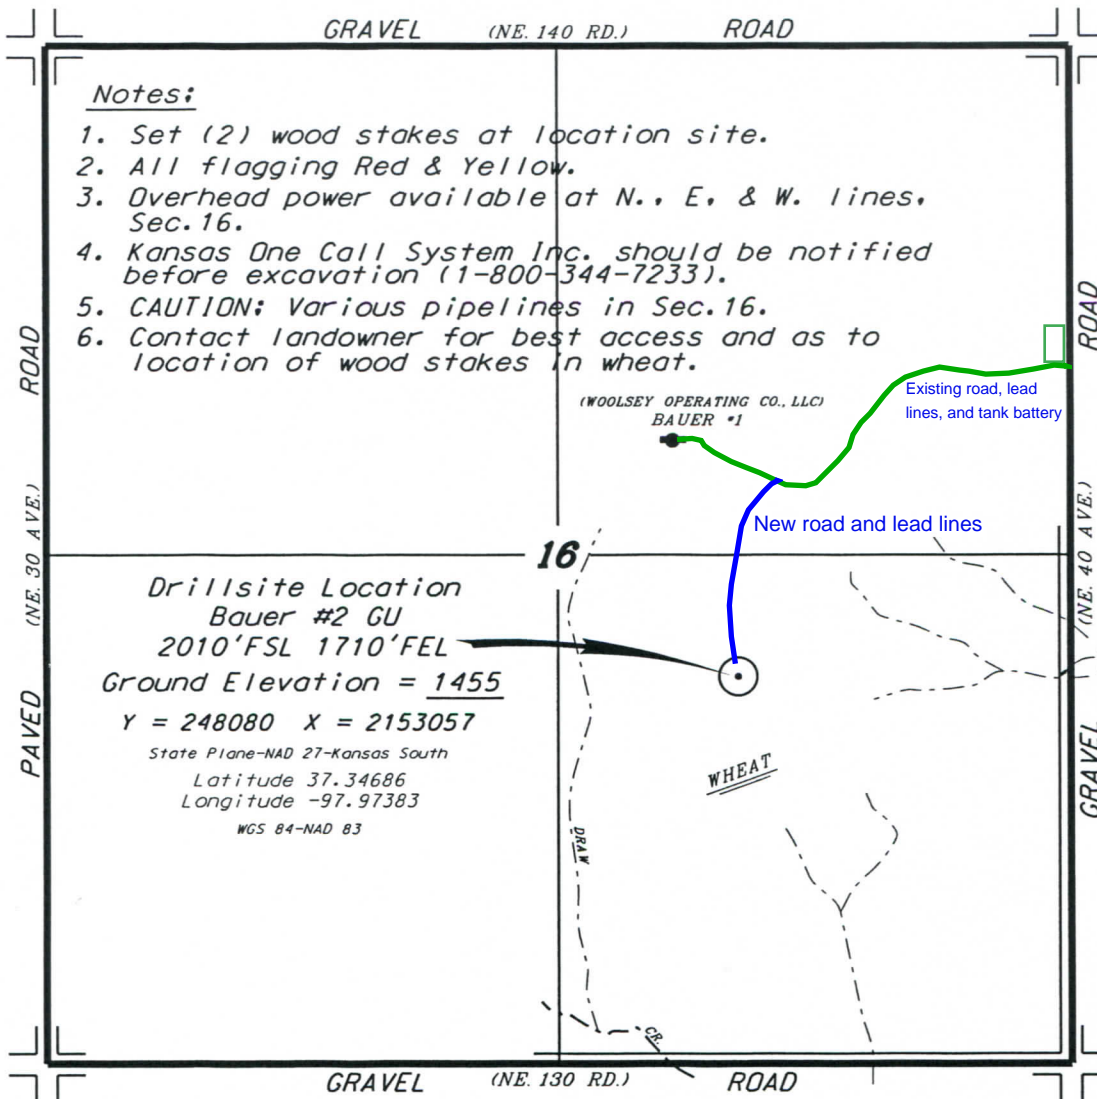 GRAVEL (NE. 140 RD.) ROAD
Notes:
1. Set (2) wood stakes at location site.
2. All flagging Red & Yellow.
3. Overhead power available at N., E. & W. lines,
Sec.16.
4. Kansas One Call System Inc. should be notified
before excavation (1-800-344-7233).
5. CAUTION: Various pipelines in Sec.16.
6. Contact landowner for best access and as to
location of wood stakes in wheat.
(WOOLSEY OPERATING CO., LLC)
BAUER #1
Existing road, lead
lines, and tank battery
New road and lead lines
16
Drillsite Location
Bauer #2 GU
2010'FSL 1710'FEL
Ground Elevation = 1455
Y = 248080 X = 2153057
State Plane-NAD 27-Kansas South
Latitude 37.34686
Longitude -97.97383
WGS 84-NAD 83
WHEAT
DRAW
CR.
PAVED (NE. 30 AVE.) ROAD
GRAVEL (NE. 40 AVE.) ROAD
GRAVEL (NE. 130 RD.) ROAD